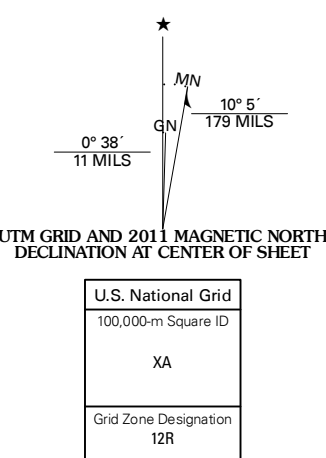 ★
MN
GN
10° 5´
179 MILS
0° 38´
11 MILS
UTM GRID AND 2011 MAGNETIC NORTH
DECLINATION AT CENTER OF SHEET
U.S. National Grid
100,000-m Square ID
XA
Grid Zone Designation
12R